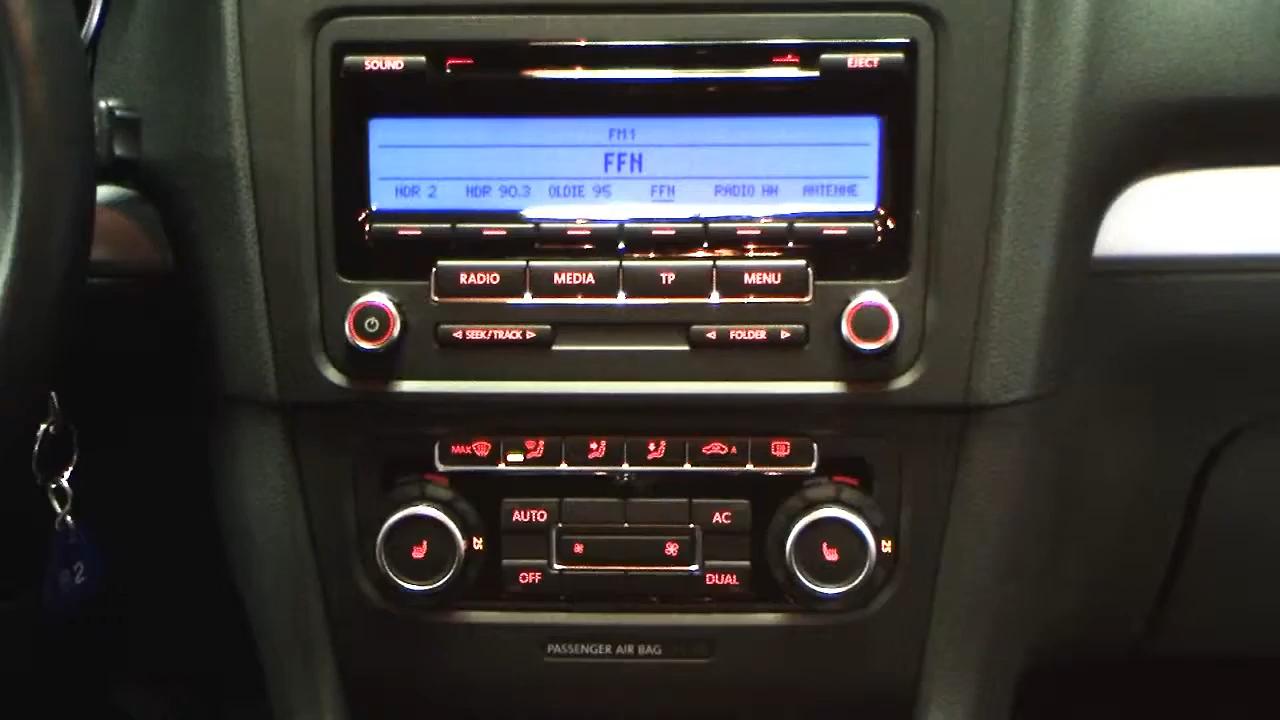 SOUND EJECT
FM1
FFN
NDR 2 NDR 90.3 OLDIE 95 FFN RADIO HH ANTENNE
RADIO MEDIA TP MENU
SEEK/TRACK FOLDER
MAX A
AUTO AC
OFF DUAL
#2
PASSENGER AIR BAG